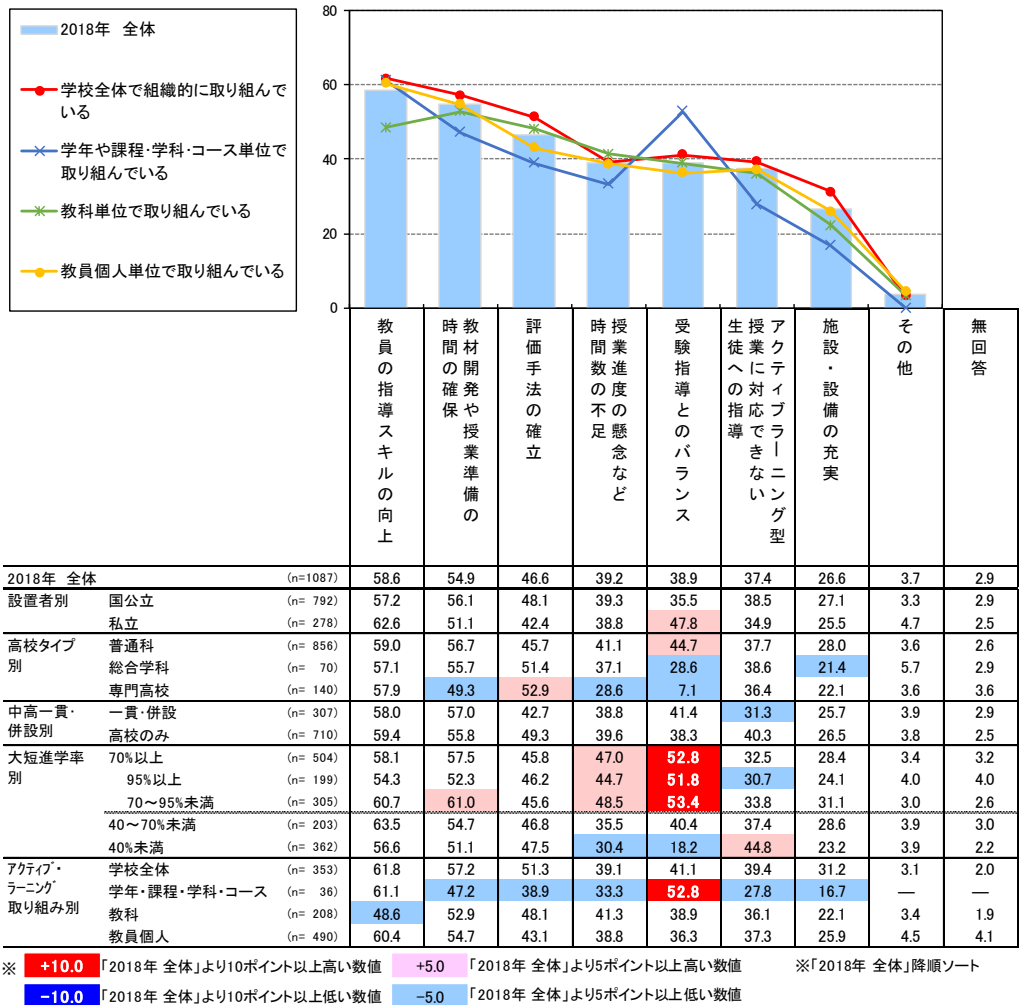 2018年 全体
学校全体で組織的に取り組んで
いる
学年や課程・学科・コース単位で
取り組んでいる
教科単位で取り組んでいる
教員個人単位で取り組んでいる
80
60
40
20
0
教員の指導スキルの向上
教材開発や授業準備の
時間の確保
評価手法の確立
授業進度の懸念など
時間数の不足
受験指導とのバランス
アクティブラーニング型
授業に対応できない
生徒への指導
施設・設備の充実
その他
無回答
2018年 全体 (n=1087) 58.6 54.9 46.6 39.2 38.9 37.4 26.6 3.7 2.9
設置者別 国公立 (n= 792) 57.2 56.1 48.1 39.3 35.5 38.5 27.1 3.3 2.9
私立 (n= 278) 62.6 51.1 42.4 38.8 47.8 34.9 25.5 4.7 2.5
高校タイプ
別
普通科 (n= 856) 59.0 56.7 45.7 41.1 44.7 37.7 28.0 3.6 2.6
総合学科 (n= 70) 57.1 55.7 51.4 37.1 28.6 38.6 21.4 5.7 2.9
専門高校 (n= 140) 57.9 49.3 52.9 28.6 7.1 36.4 22.1 3.6 3.6
中高一貫・
併設別
一貫・併設 (n= 307) 58.0 57.0 42.7 38.8 41.4 31.3 25.7 3.9 2.9
高校のみ (n= 710) 59.4 55.8 49.3 39.6 38.3 40.3 26.5 3.8 2.5
大短進学率
別
70%以上 (n= 504) 58.1 57.5 45.8 47.0 52.8 32.5 28.4 3.4 3.2
95%以上 (n= 199) 54.3 52.3 46.2 44.7 51.8 30.7 24.1 4.0 4.0
70～95%未満 (n= 305) 60.7 61.0 45.6 48.5 53.4 33.8 31.1 3.0 2.6
40～70%未満 (n= 203) 63.5 54.7 46.8 35.5 40.4 37.4 28.6 3.9 3.0
40%未満 (n= 362) 56.6 51.1 47.5 30.4 18.2 44.8 23.2 3.9 2.2
アクティブ・
ラーニング
取り組み別
学校全体 (n= 353) 61.8 57.2 51.3 39.1 41.1 39.4 31.2 3.1 2.0
学年・課程・学科・コース (n= 36) 61.1 47.2 38.9 33.3 52.8 27.8 16.7 ― ―
教科 (n= 208) 48.6 52.9 48.1 41.3 38.9 36.1 22.1 3.4 1.9
教員個人 (n= 490) 60.4 54.7 43.1 38.8 36.3 37.3 25.9 4.5 4.1
※ +10.0 「2018年 全体」より10ポイント以上高い数値 +5.0 「2018年 全体」より5ポイント以上高い数値 ※「2018年 全体」降順ソート
-10.0 「2018年 全体」より10ポイント以上低い数値 -5.0 「2018年 全体」より5ポイント以上低い数値